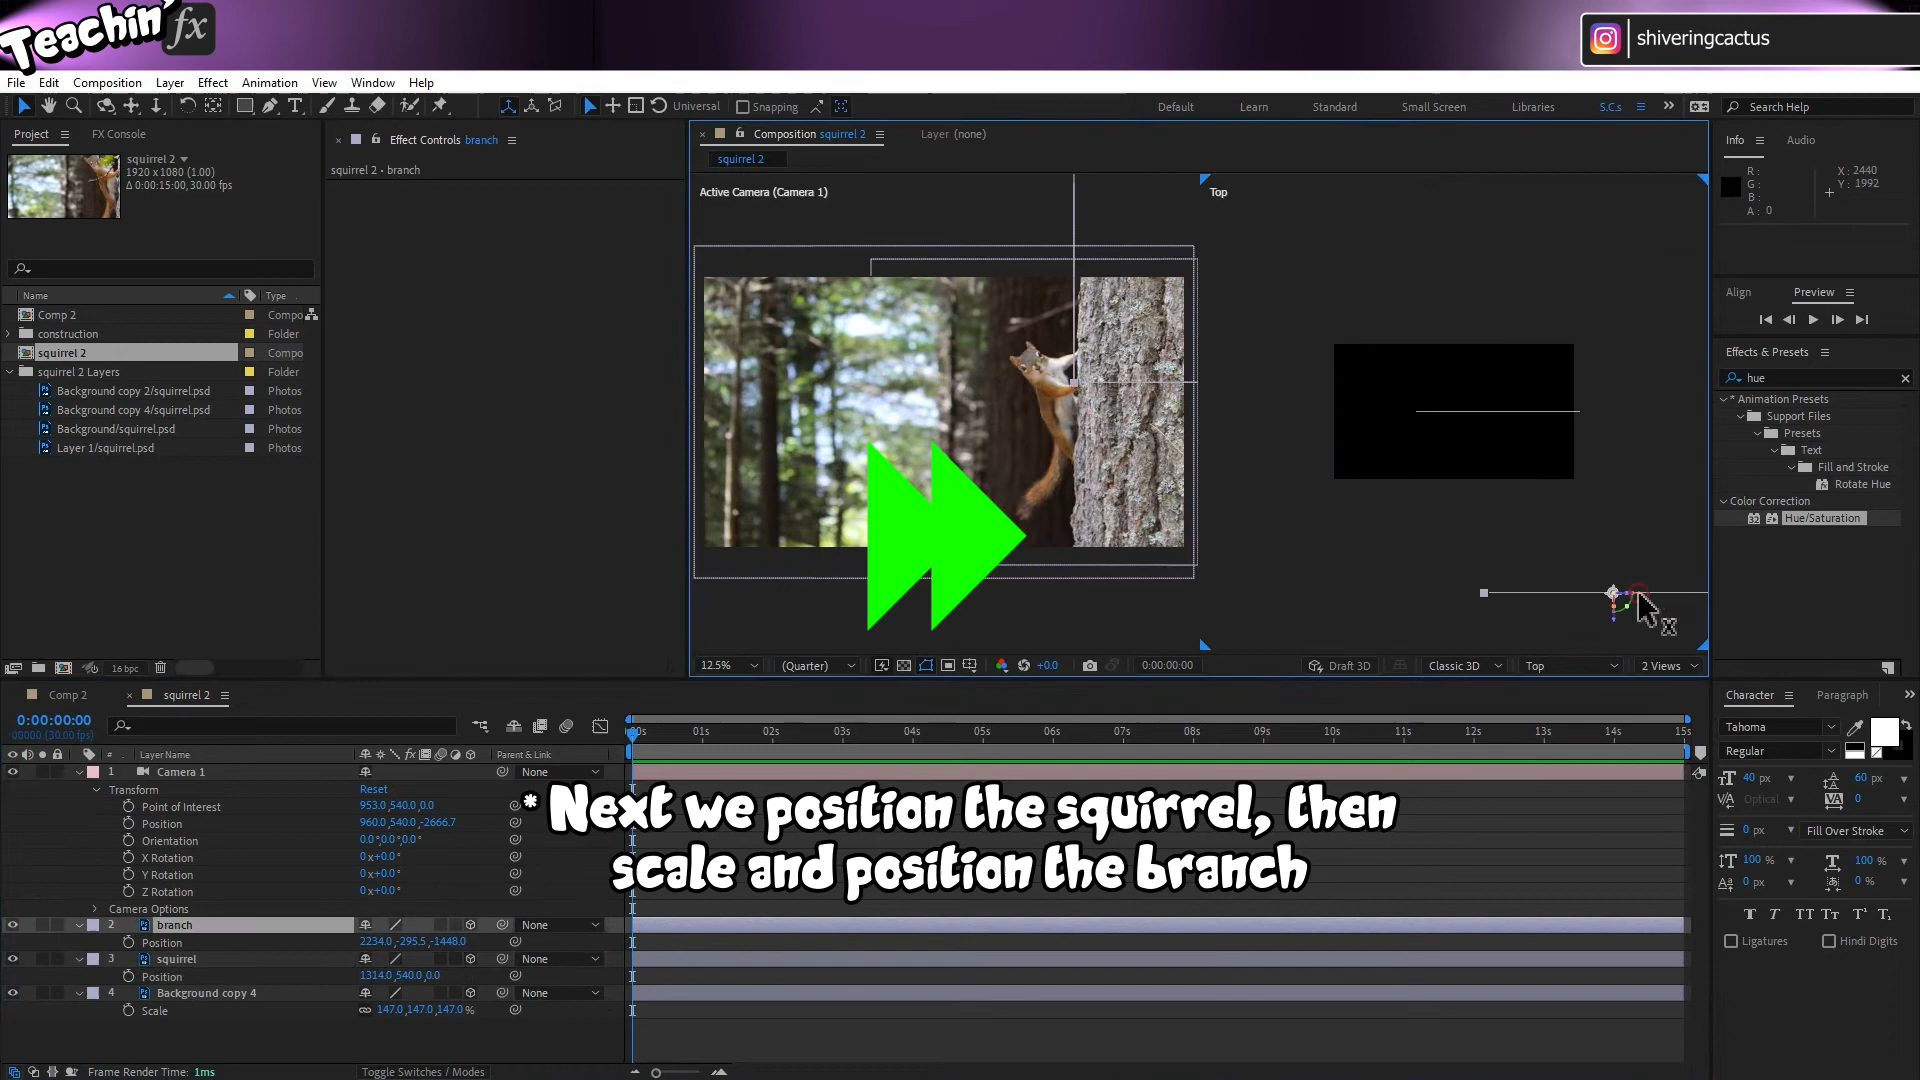 Teachin' fx
shiveringcactus
File Edit Composition Layer Effect Animation View Window Help
Universal Snapping Default Learn Standard Small Screen Libraries S.C.s Search Help
Project FX Console
squirrel 2
1920 x 1080 (1.00)
Δ 0:00:15:00, 30.00 fps
Effect Controls branch
squirrel 2 • branch
Composition squirrel 2 Layer (none)
squirrel 2
Active Camera (Camera 1)
Top
Info Audio
R :
G :
B :
A : 0
X : 2440
Y : 1992
Name Type
Comp 2 Compo
construction Folder
squirrel 2 Compo
squirrel 2 Layers Folder
Background copy 2/squirrel.psd Photos
Background copy 4/squirrel.psd Photos
Background/squirrel.psd Photos
Layer 1/squirrel.psd Photos
Align Preview
Effects & Presets
hue
* Animation Presets
Support Files
Presets
Text
Fill and Stroke
Rotate Hue
Color Correction
32 Hue/Saturation
16 bpc
12.5% (Quarter) +0.0 0:00:00:00 Draft 3D Classic 3D Top 2 Views
Comp 2 squirrel 2
0:00:00:00
00000 (30.00 fps)
:00s 01s 02s 03s 04s 05s 06s 07s 08s 09s 10s 11s 12s 13s 14s 15s
# Layer Name fx Parent & Link
1 Camera 1 None
Transform Reset
Point of Interest 953.0,540.0,0.0
Position 960.0,540.0,-2666.7
Orientation 0.0°,0.0°,0.0°
X Rotation 0x+0.0°
Y Rotation 0x+0.0°
Z Rotation 0x+0.0°
Camera Options
2 branch None
Position 2234.0,-295.5,-1448.0
3 squirrel None
Position 1314.0,540.0,0.0
4 Background copy 4 None
Scale 147.0,147.0,147.0%
* Next we position the squirrel, then
scale and position the branch
Character Paragraph
Tahoma
Regular
40 px 60 px
Optical 0
0 px Fill Over Stroke
100 % 100 %
0 px 0 %
T T TT Tt T¹ T₁
Ligatures Hindi Digits
Frame Render Time: 1ms
Toggle Switches / Modes